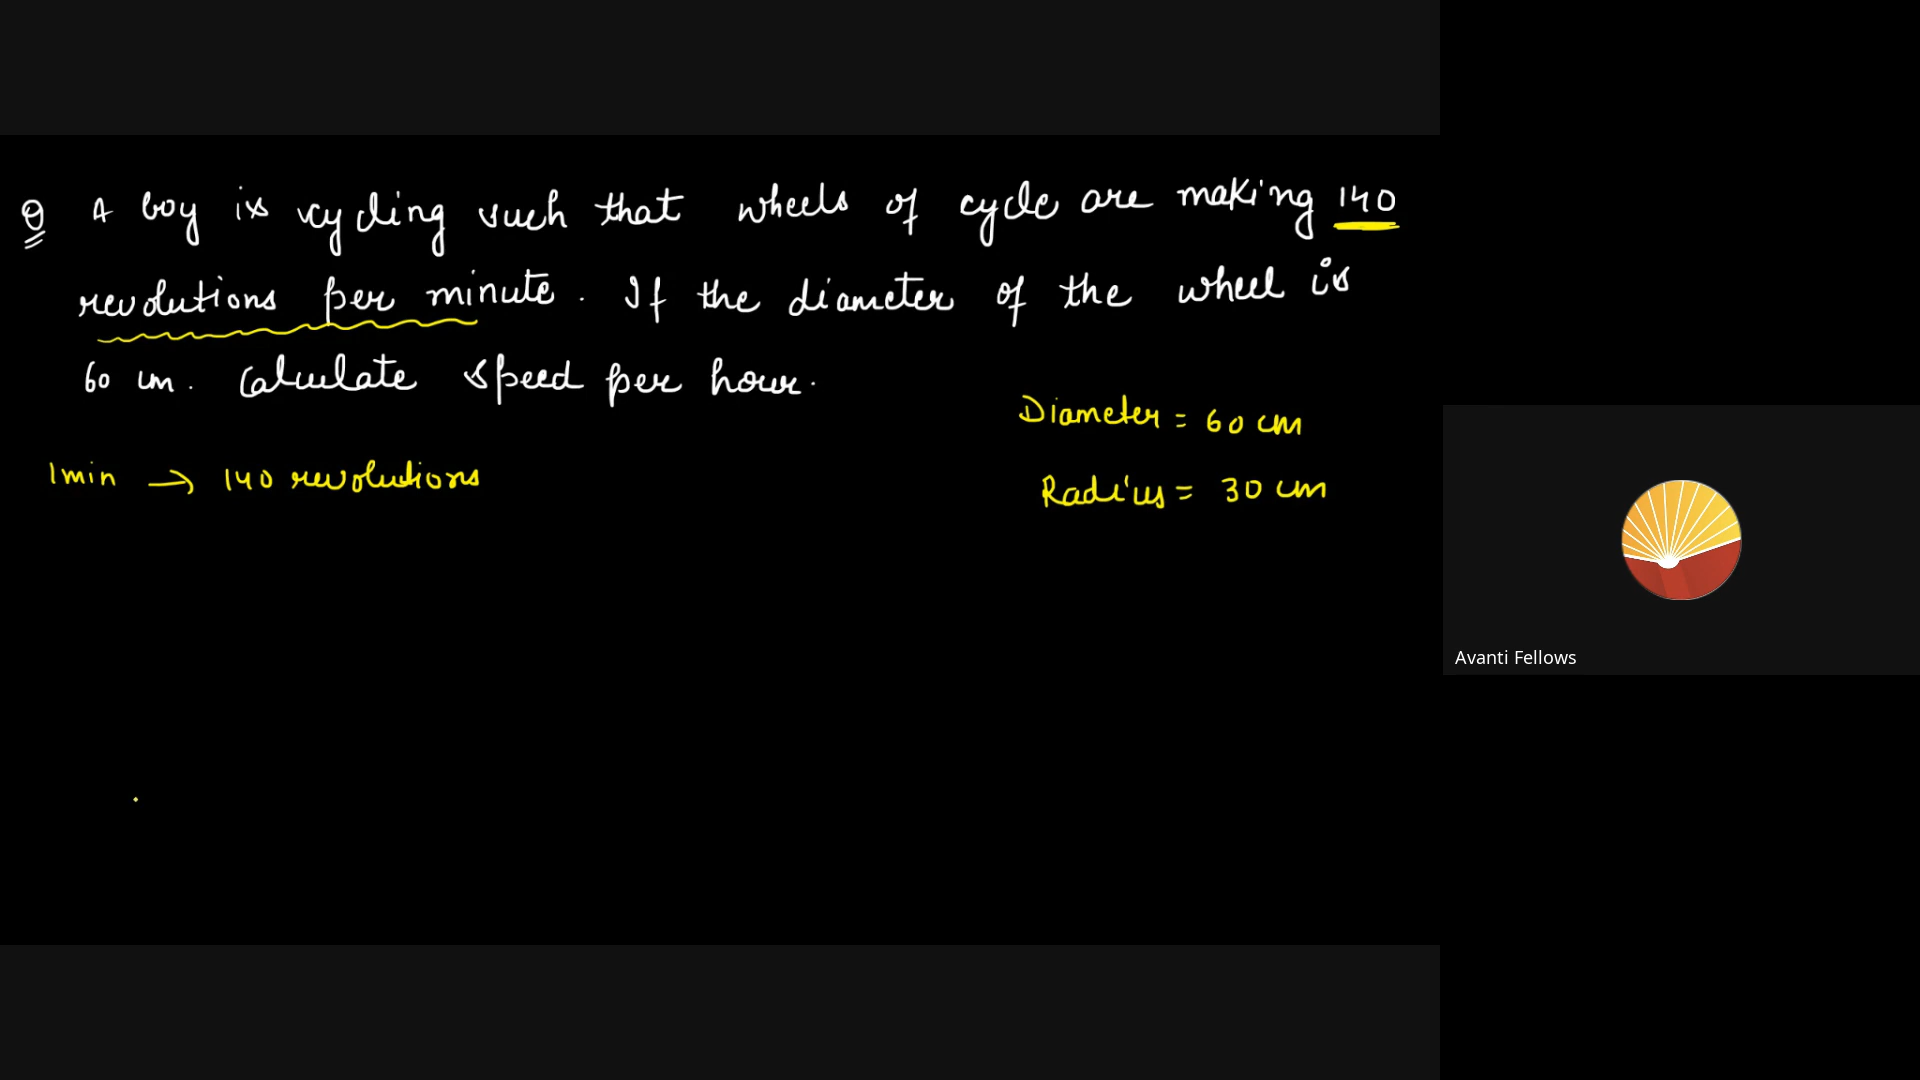 Q A boy is cycling such that wheels of cycle are making 140
revolutions per minute. If the diameter of the wheel is
60 cm. Calculate speed per hour.
Diameter = 60 cm
1min → 140 revolutions
Radius = 30 cm
Avanti Fellows